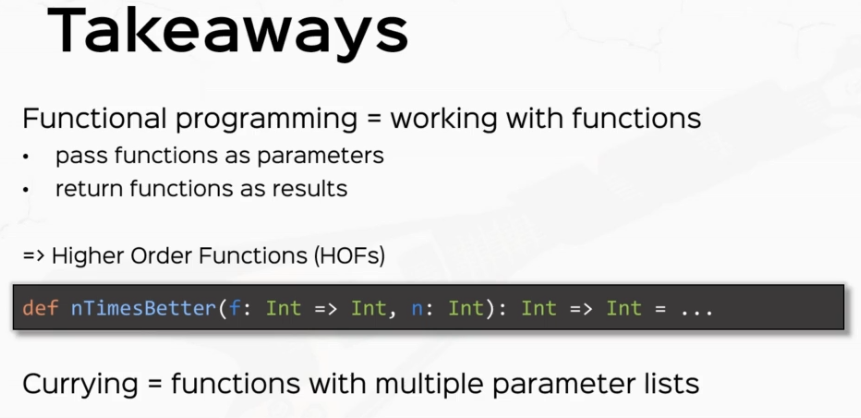 Takeaways
Functional programming = working with functions
• pass functions as parameters
• return functions as results
=> Higher Order Functions (HOFs)
def nTimesBetter(f: Int => Int, n: Int): Int => Int = ...
Currying = functions with multiple parameter lists